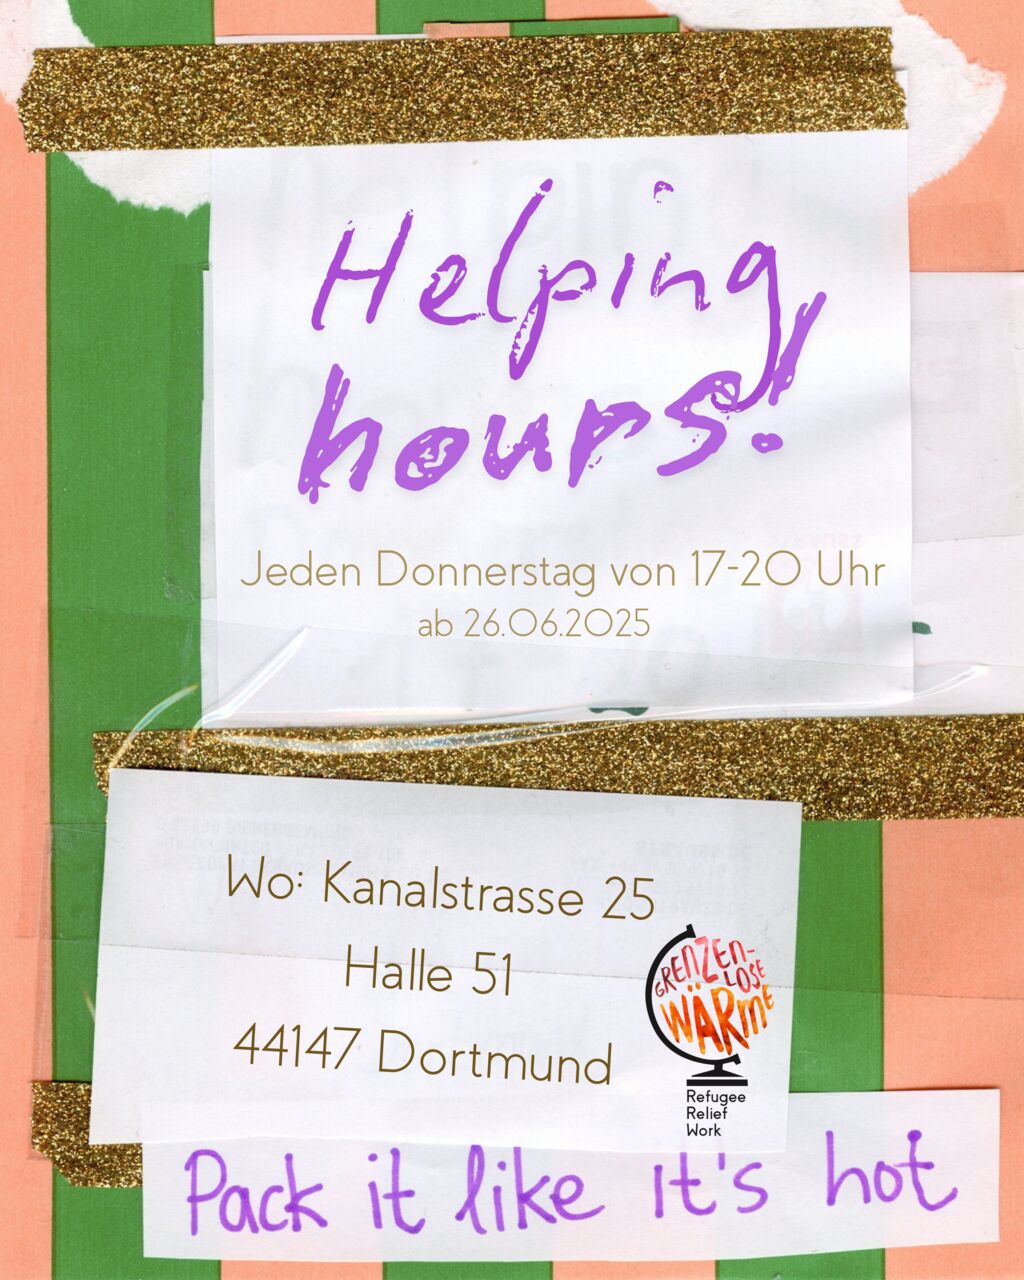 Helping
hours!
Jeden Donnerstag von 17-20 Uhr
ab 26.06.2025
Wo: Kanalstrasse 25
Halle 51
44147 Dortmund
GRENZEN-
LOSE
WÄRME
Refugee
Relief
Work
Pack it like it's hot